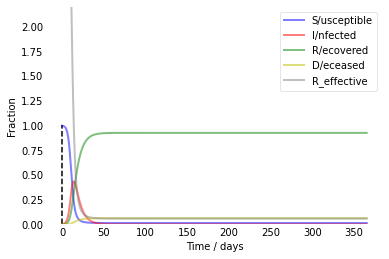 2.00
1.75
1.50
1.25
1.00
0.75
0.50
0.25
0.00
Fraction
0 50 100 150 200 250 300 350
Time / days
S/usceptible
I/nfected
R/ecovered
D/eceased
R_effective